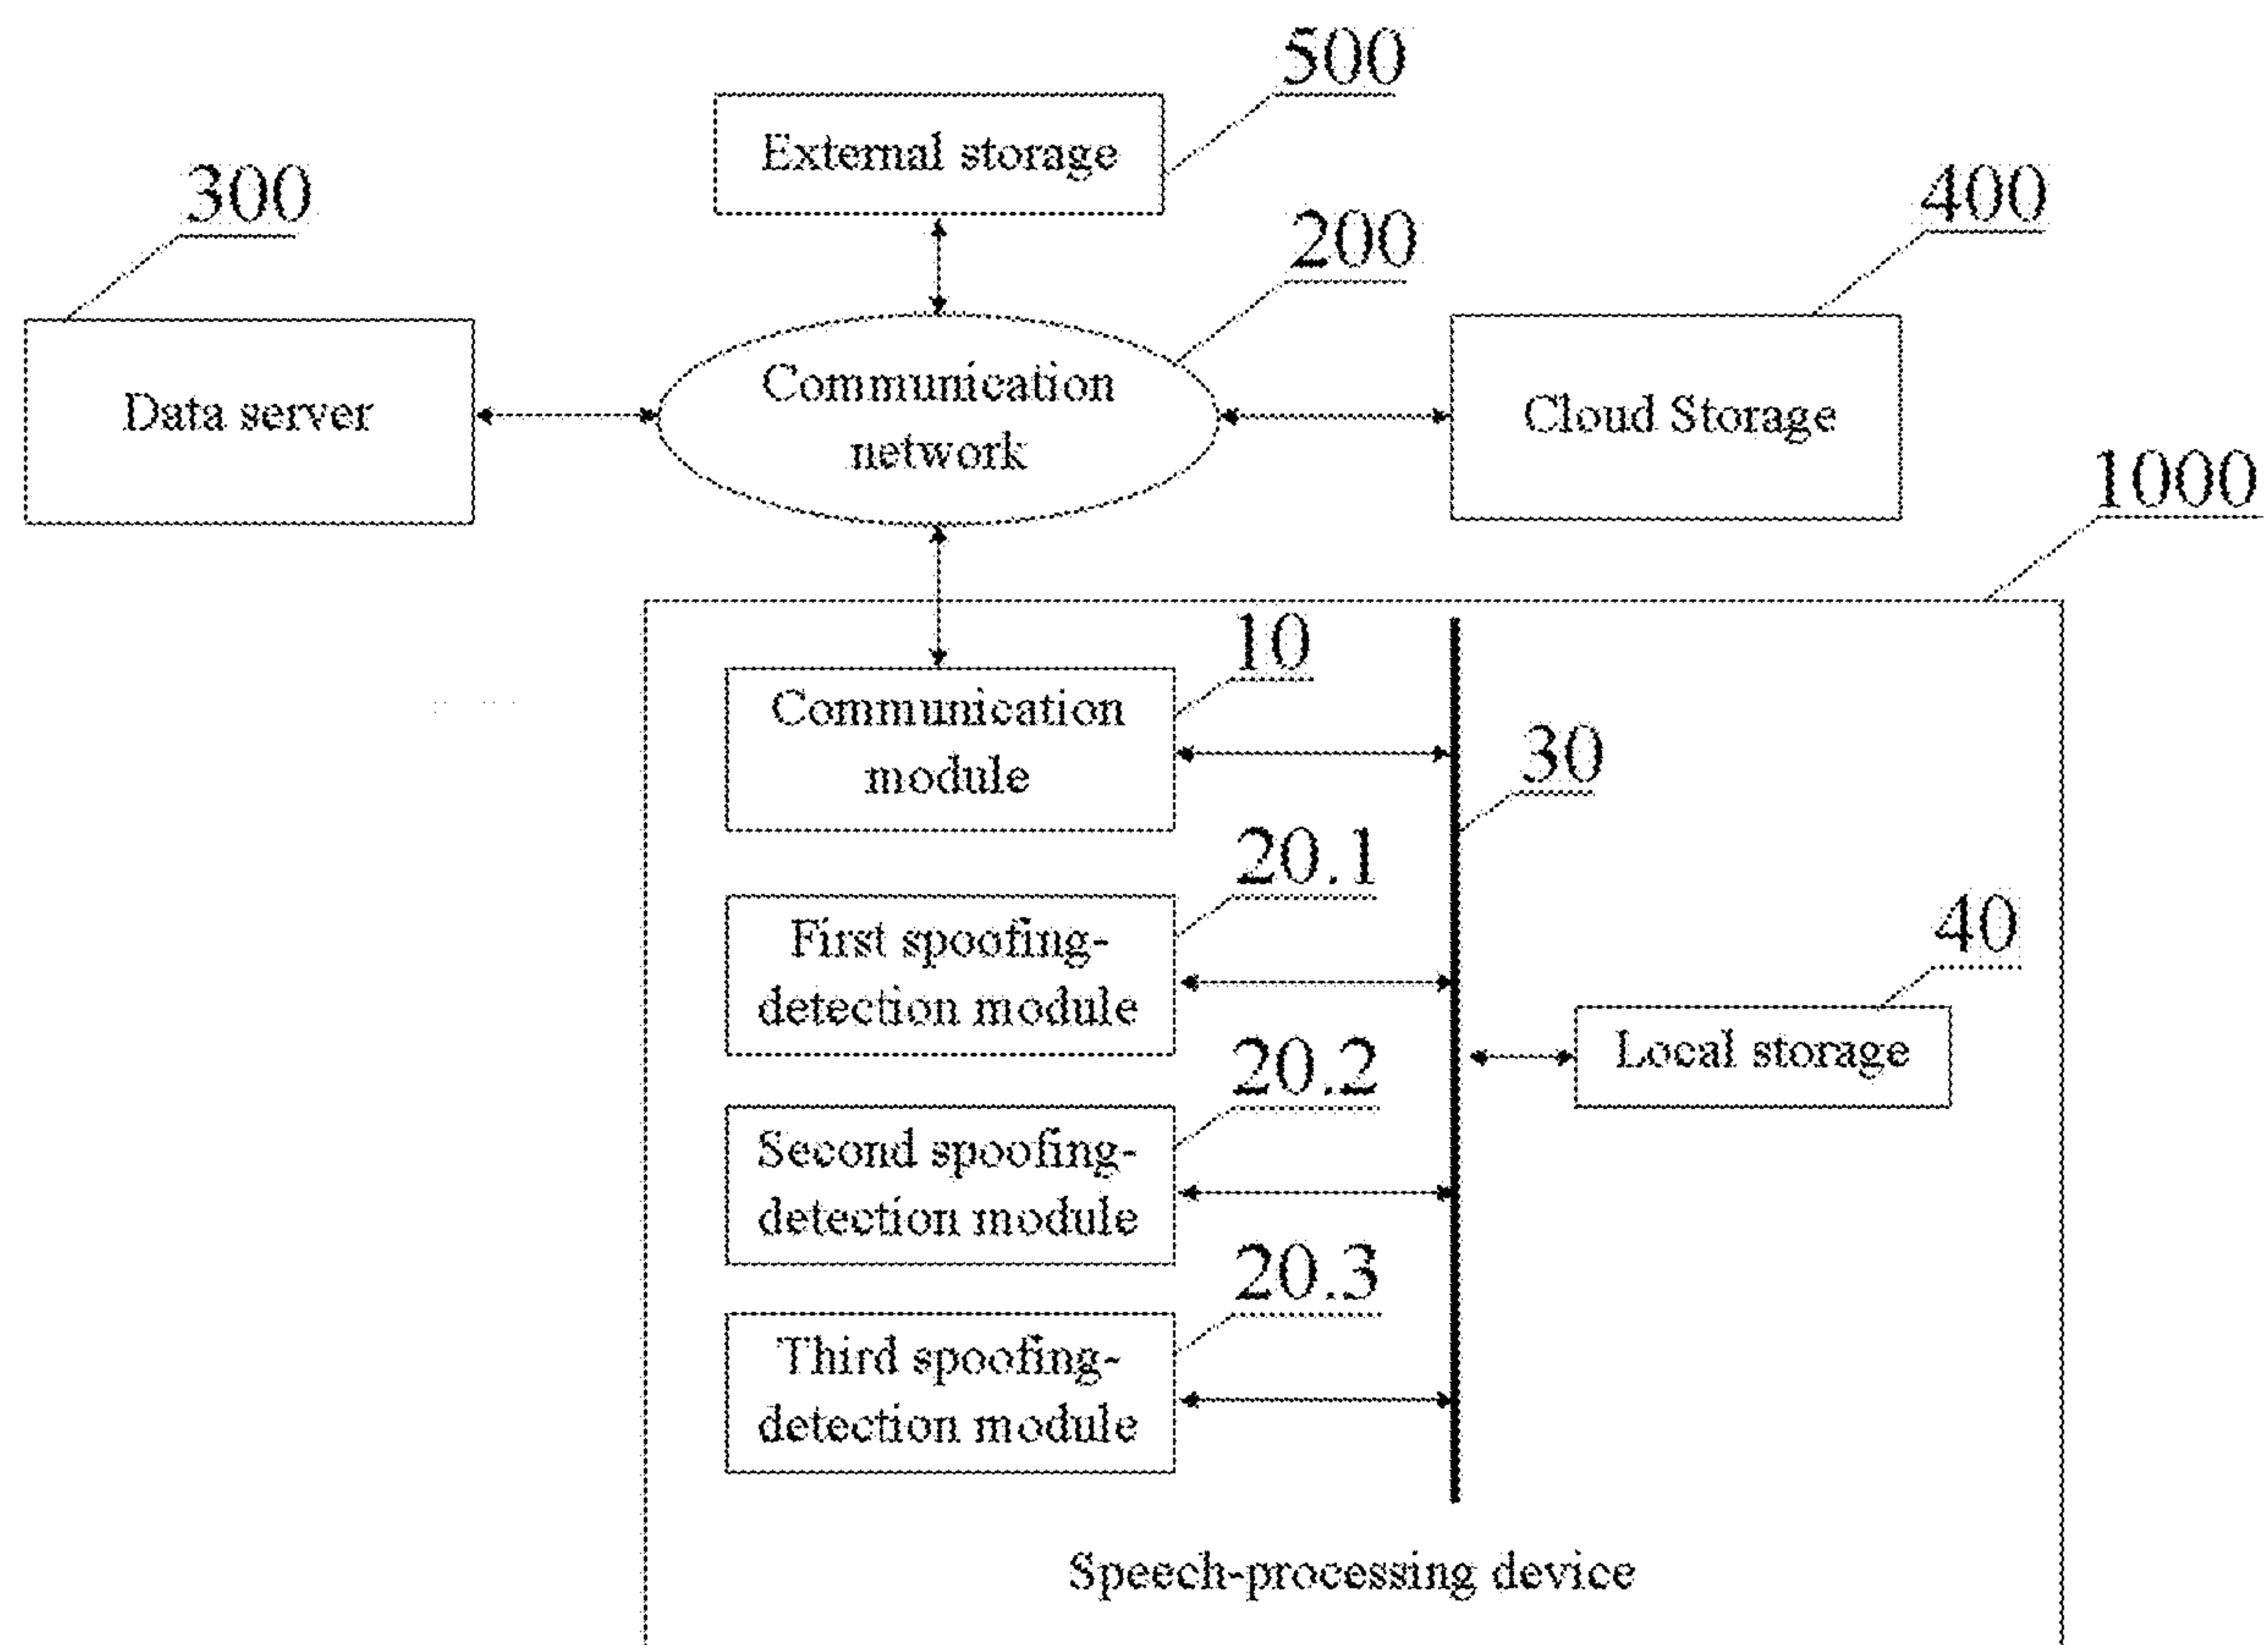 500
External storage
300
400
200
Data server
Communication
network
Cloud Storage
1000
10
Communication
module
30
20.1
First spoofing-
detection module
40
Local storage
20.2
Second spoofing-
detection module
20.3
Third spoofing-
detection module
Speech-processing device